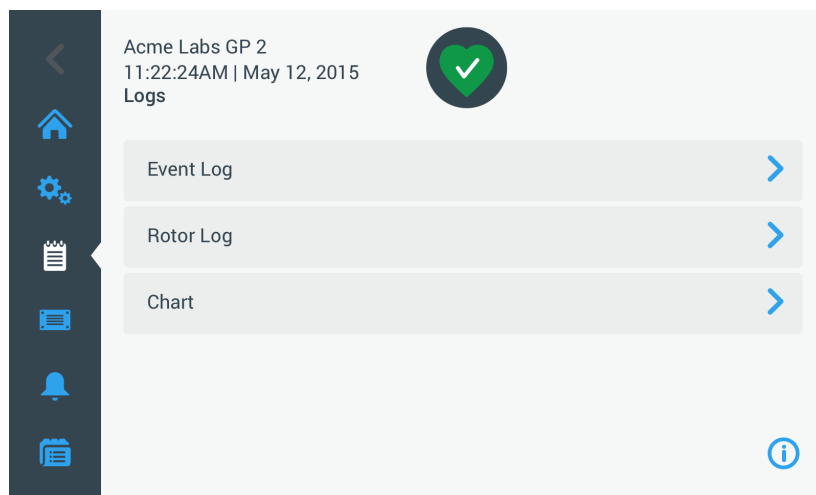 Acme Labs GP 2
11:22:24AM | May 12, 2015
Logs
Event Log
Rotor Log
Chart